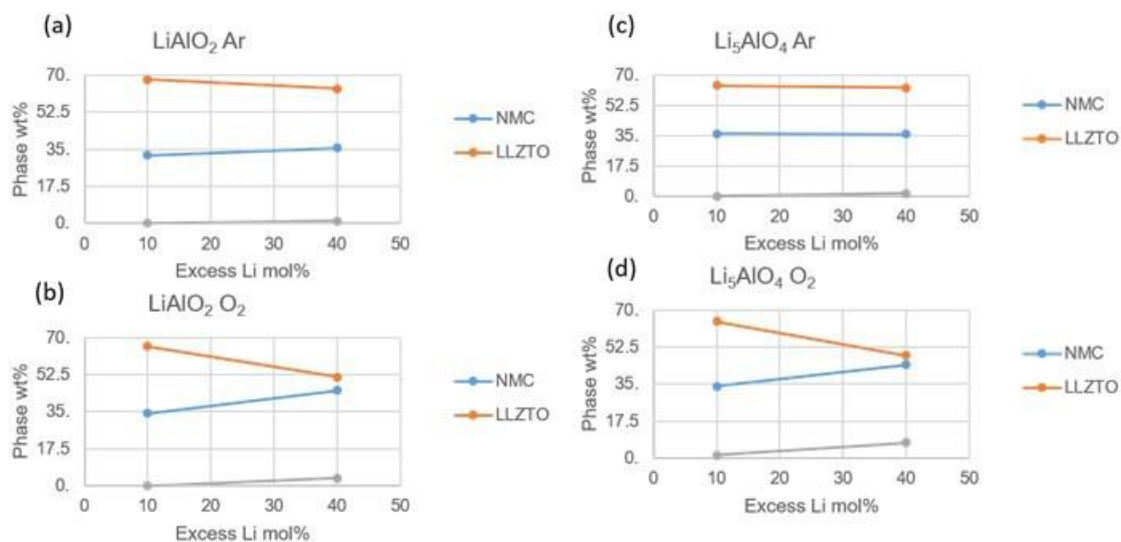 (a)
LiAlO₂ Ar
Phase wt%
70.
52.5
35
17.5
0.
0 10 20 30 40 50
Excess Li mol%
NMC
LLZTO
(b)
LiAlO₂ O₂
Phase wt%
70.
52.5
35
17.5
0.
0 10 20 30 40 50
Excess Li mol%
NMC
LLZTO
(c)
Li₅AlO₄ Ar
Phase wt%
70.
52.5
35
17.5
0.
0 10 20 30 40 50
Excess Li mol%
NMC
LLZTO
(d)
Li₅AlO₄ O₂
Phase wt%
70.
52.5
35
17.5
0.
0 10 20 30 40 50
Excess Li mol%
NMC
LLZTO